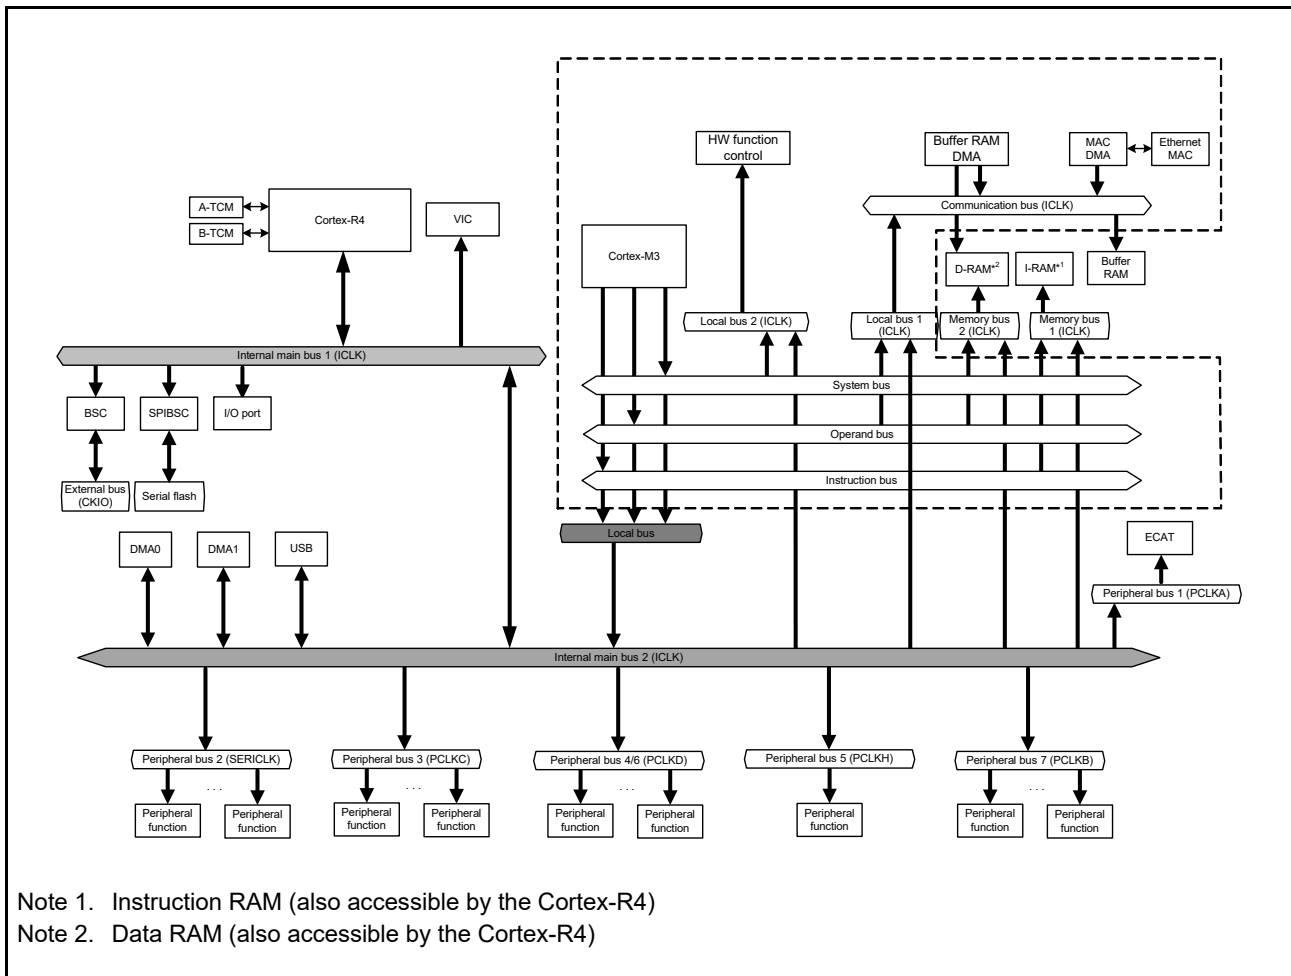 HW function
control
Buffer RAM
DMA
MAC
DMA
Ethernet
MAC
A-TCM
B-TCM
Cortex-R4
VIC
Communication bus (ICLK)
Cortex-M3
D-RAM*2
I-RAM*1
Buffer
RAM
Local bus 2 (ICLK)
Local bus 1
(ICLK)
Memory bus
2 (ICLK)
Memory bus
1 (ICLK)
Internal main bus 1 (ICLK)
System bus
BSC
SPIBSC
I/O port
Operand bus
Instruction bus
External bus
(CKIO)
Serial flash
Local bus
DMA0
DMA1
USB
ECAT
Peripheral bus 1 (PCLKA)
Internal main bus 2 (ICLK)
Peripheral bus 2 (SERICLK)
Peripheral bus 3 (PCLKC)
Peripheral bus 4/6 (PCLKD)
Peripheral bus 5 (PCLKH)
Peripheral bus 7 (PCLKB)
. . .
. . .
. . .
. . .
Peripheral
function
Peripheral
function
Peripheral
function
Peripheral
function
Peripheral
function
Peripheral
function
Peripheral
function
Peripheral
function
Peripheral
function
Note 1. Instruction RAM (also accessible by the Cortex-R4)
Note 2. Data RAM (also accessible by the Cortex-R4)